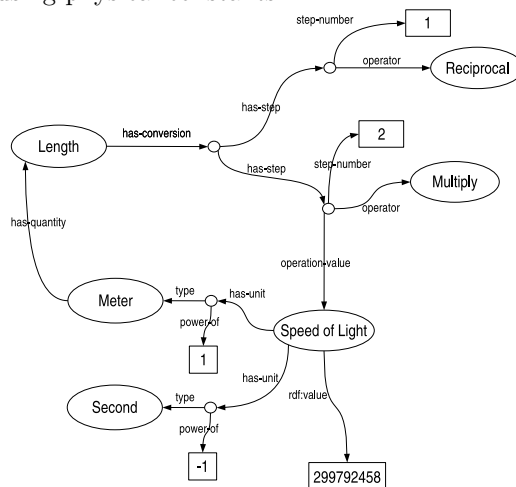 step-number
1
operator
Reciprocal
has-step
has-conversion
Length
2
step-number
has-step
Multiply
operator
has-quantity
operation-value
type
has-unit
Meter
power-of
Speed of Light
1
has-unit
type
rdf:value
Second
power-of
-1
299792458